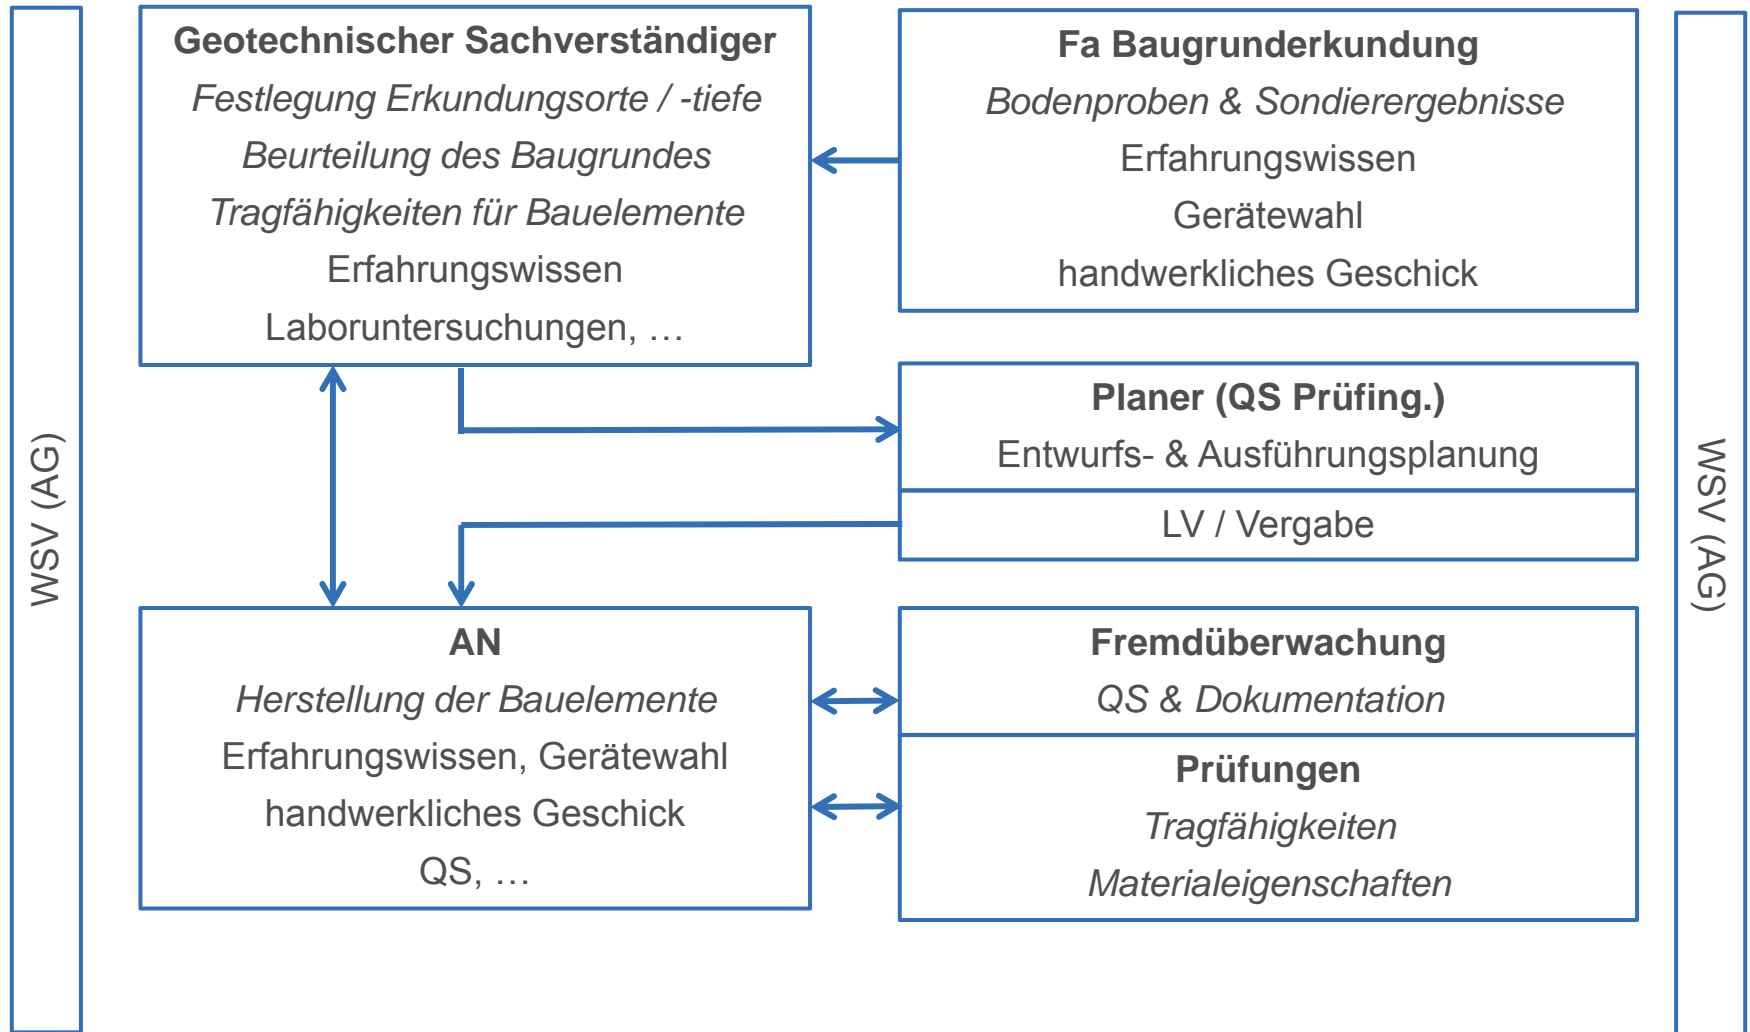 WSV (AG)
Geotechnischer Sachverständiger
Festlegung Erkundungsorte / -tiefe
Beurteilung des Baugrundes
Tragfähigkeiten für Bauelemente
Erfahrungswissen
Laboruntersuchungen, …
Fa Baugrunderkundung
Bodenproben & Sondierergebnisse
Erfahrungswissen
Gerätewahl
handwerkliches Geschick
Planer (QS Prüfing.)
Entwurfs- & Ausführungsplanung
LV / Vergabe
AN
Herstellung der Bauelemente
Erfahrungswissen, Gerätewahl
handwerkliches Geschick
QS, …
Fremdüberwachung
QS & Dokumentation
Prüfungen
Tragfähigkeiten
Materialeigenschaften
WSV (AG)